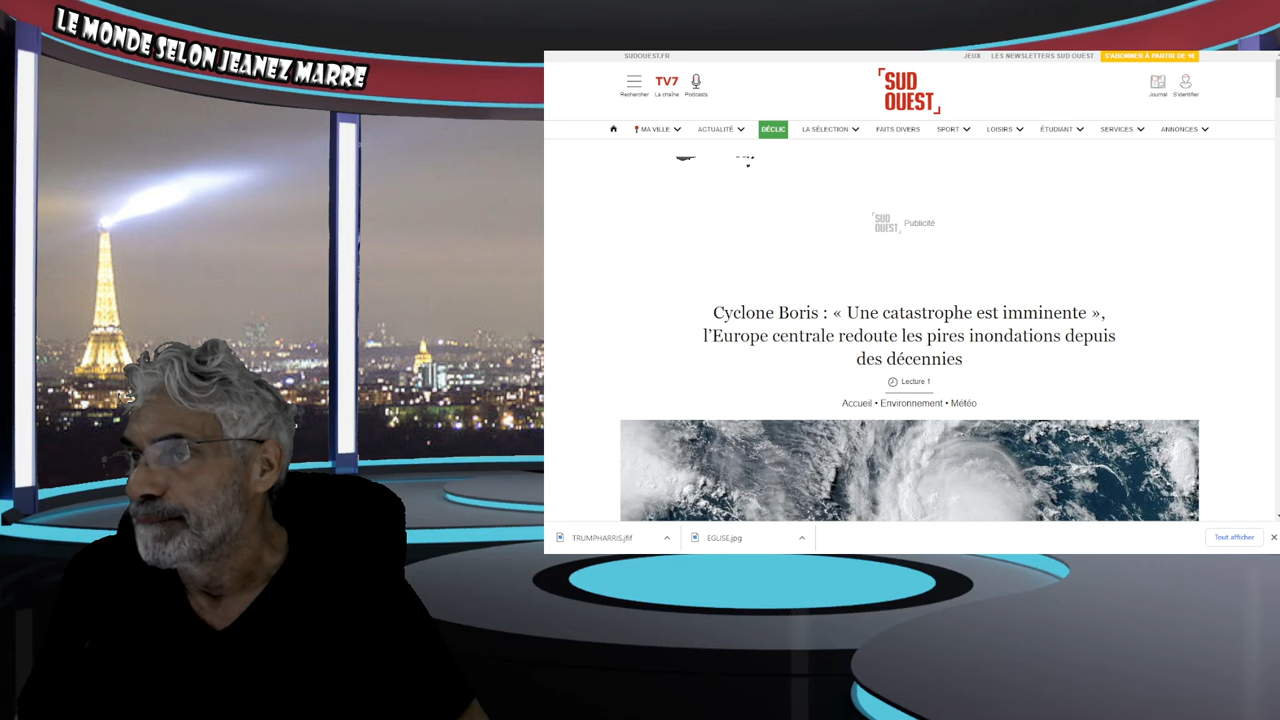 LE MONDE SELON JEANEZ MARRE
SUDOUEST.FR
JEUX
LES NEWSLETTERS SUD OUEST
S'ABONNER À PARTIR DE 1€
Rechercher
TV7
La chaîne
Podcasts
SUD
OUEST
Journal
S'identifier
MA VILLE
ACTUALITÉ
DÉCLIC
LA SÉLECTION
FAITS DIVERS
SPORT
LOISIRS
ÉTUDIANT
SERVICES
ANNONCES
SUD
OUEST
Publicité
Cyclone Boris : « Une catastrophe est imminente »,
l'Europe centrale redoute les pires inondations depuis
des décennies
Lecture 1
Accueil • Environnement • Météo
TRUMPHARRIS.jfif
EGLISE.jpg
Tout afficher